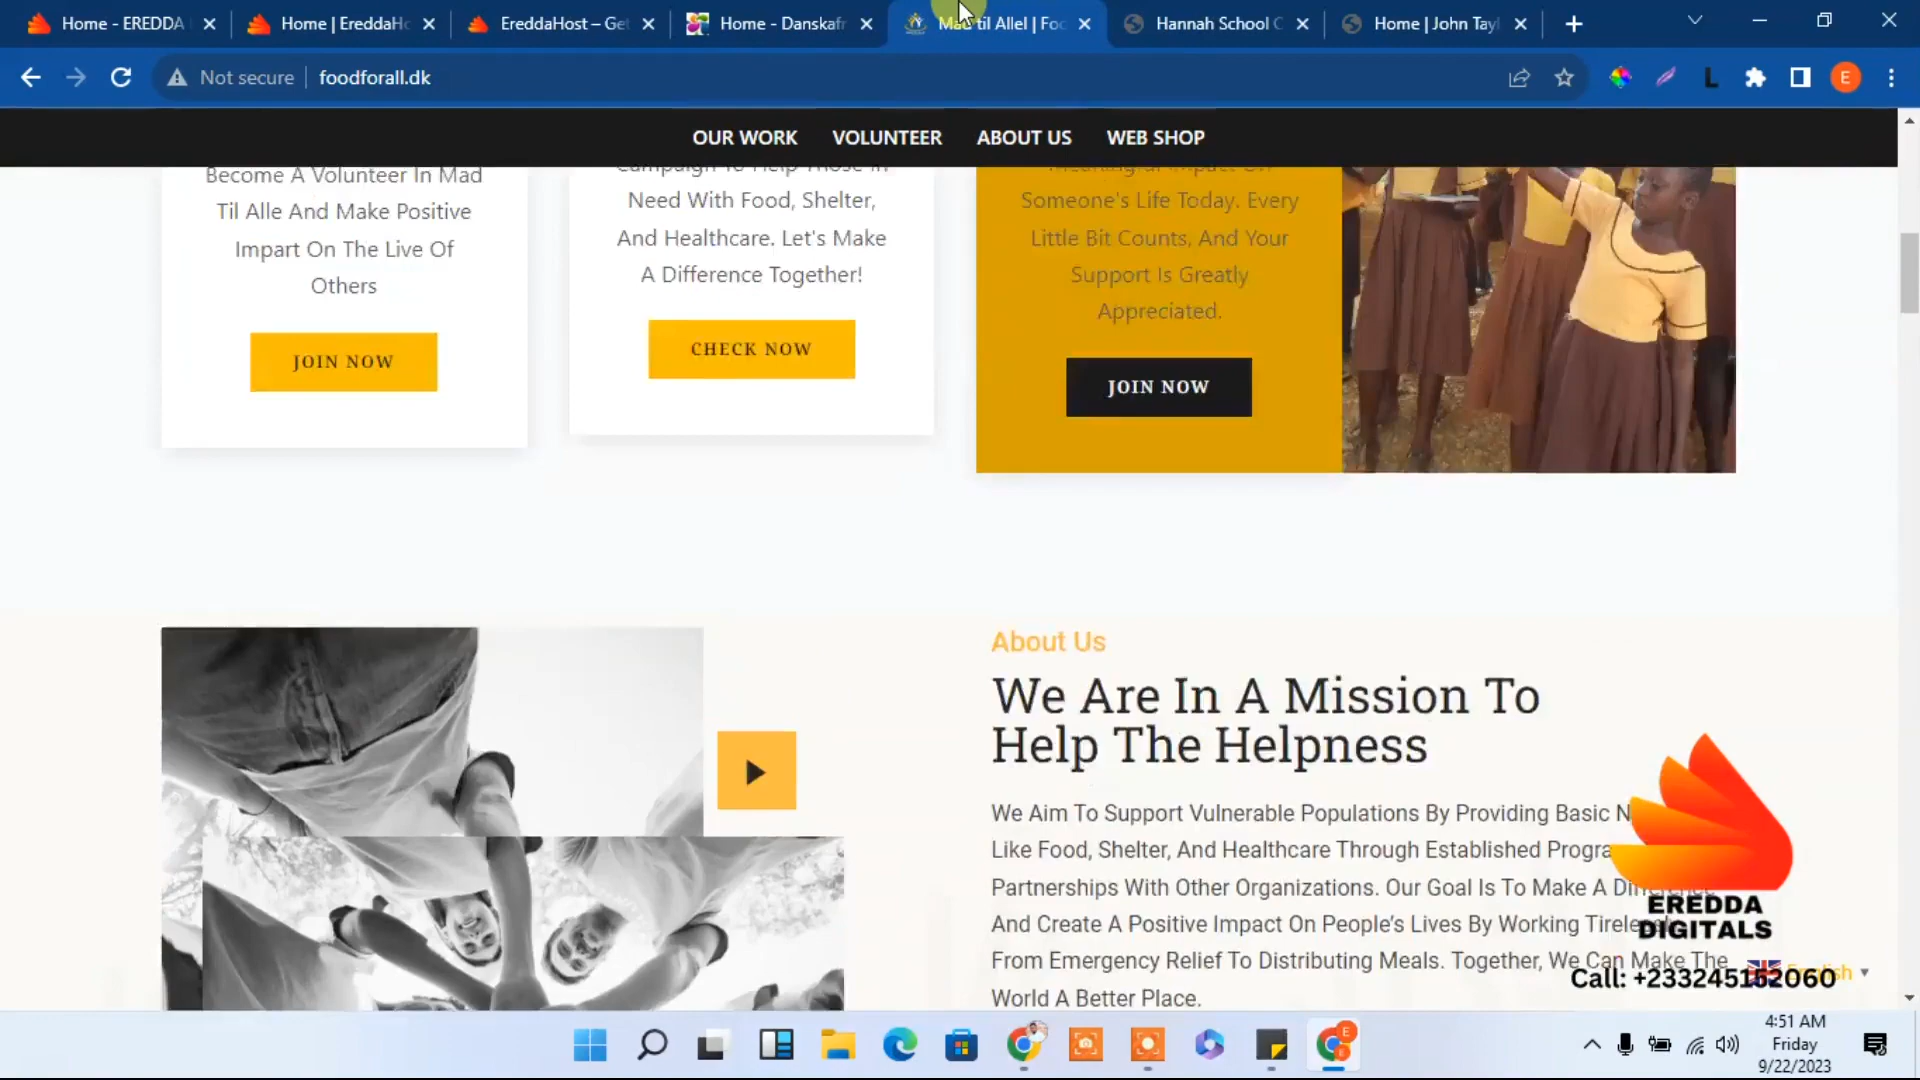 Home - EREDDA
Home | EreddaHo
EreddaHost – Get
Home - Danskafr
Mad til Allel | Foo
Hannah School C
Home | John Tayl
Not secure
foodforall.dk
E
OUR WORK
VOLUNTEER
ABOUT US
WEB SHOP
Become A Volunteer In Mad
Til Alle And Make Positive
Impart On The Live Of
Others
JOIN NOW
Campaign To Help Those In
Need With Food, Shelter,
And Healthcare. Let's Make
A Difference Together!
CHECK NOW
Meaningful Impact On
Someone's Life Today. Every
Little Bit Counts, And Your
Support Is Greatly
Appreciated.
JOIN NOW
About Us
We Are In A Mission To
Help The Helpness
We Aim To Support Vulnerable Populations By Providing Basic
Like Food, Shelter, And Healthcare Through Established
Partnerships With Other Organizations. Our Goal Is To Make A Difference
And Create A Positive Impact On People's Lives By Working
From Emergency Relief To Distributing Meals. Together, We Can Make The
World A Better Place.
EREDDA
DIGITALS
Call: +233245152060
English
4:51 AM
Friday
9/22/2023